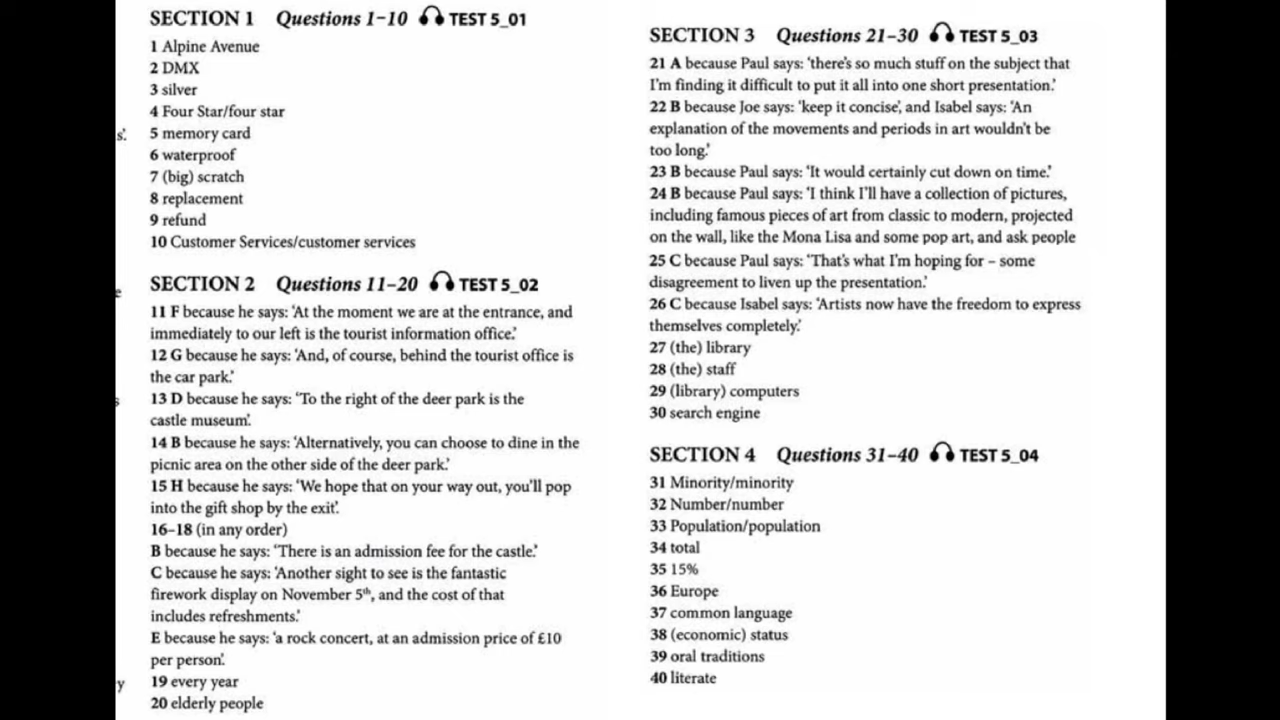 SECTION 1 Questions 1–10 TEST 5_01
1 Alpine Avenue
2 DMX
3 silver
4 Four Star/four star
s'.
5 memory card
6 waterproof
7 (big) scratch
8 replacement
9 refund
10 Customer Services/customer services
SECTION 2 Questions 11–20 TEST 5_02
e
11 F because he says: 'At the moment we are at the entrance, and
immediately to our left is the tourist information office.'
12 G because he says: 'And, of course, behind the tourist office is
the car park.'
13 D because he says: 'To the right of the deer park is the
s
castle museum'.
14 B because he says: 'Alternatively, you can choose to dine in the
picnic area on the other side of the deer park.'
15 H because he says: 'We hope that on your way out, you'll pop
into the gift shop by the exit'.
16–18 (in any order)
B because he says: 'There is an admission fee for the castle.'
C because he says: 'Another sight to see is the fantastic
firework display on November 5th, and the cost of that
includes refreshments.'
E because he says: 'a rock concert, at an admission price of £10
per person'.
y
19 every year
20 elderly people
SECTION 3 Questions 21–30 TEST 5_03
21 A because Paul says: 'there's so much stuff on the subject that
I'm finding it difficult to put it all into one short presentation.'
22 B because Joe says: 'keep it concise', and Isabel says: 'An
explanation of the movements and periods in art wouldn't be
too long.'
23 B because Paul says: 'It would certainly cut down on time.'
24 B because Paul says: 'I think I'll have a collection of pictures,
including famous pieces of art from classic to modern, projected
on the wall, like the Mona Lisa and some pop art, and ask people
25 C because Paul says: 'That's what I'm hoping for – some
disagreement to liven up the presentation.'
26 C because Isabel says: 'Artists now have the freedom to express
themselves completely.'
27 (the) library
28 (the) staff
29 (library) computers
30 search engine
SECTION 4 Questions 31–40 TEST 5_04
31 Minority/minority
32 Number/number
33 Population/population
34 total
35 15%
36 Europe
37 common language
38 (economic) status
39 oral traditions
40 literate